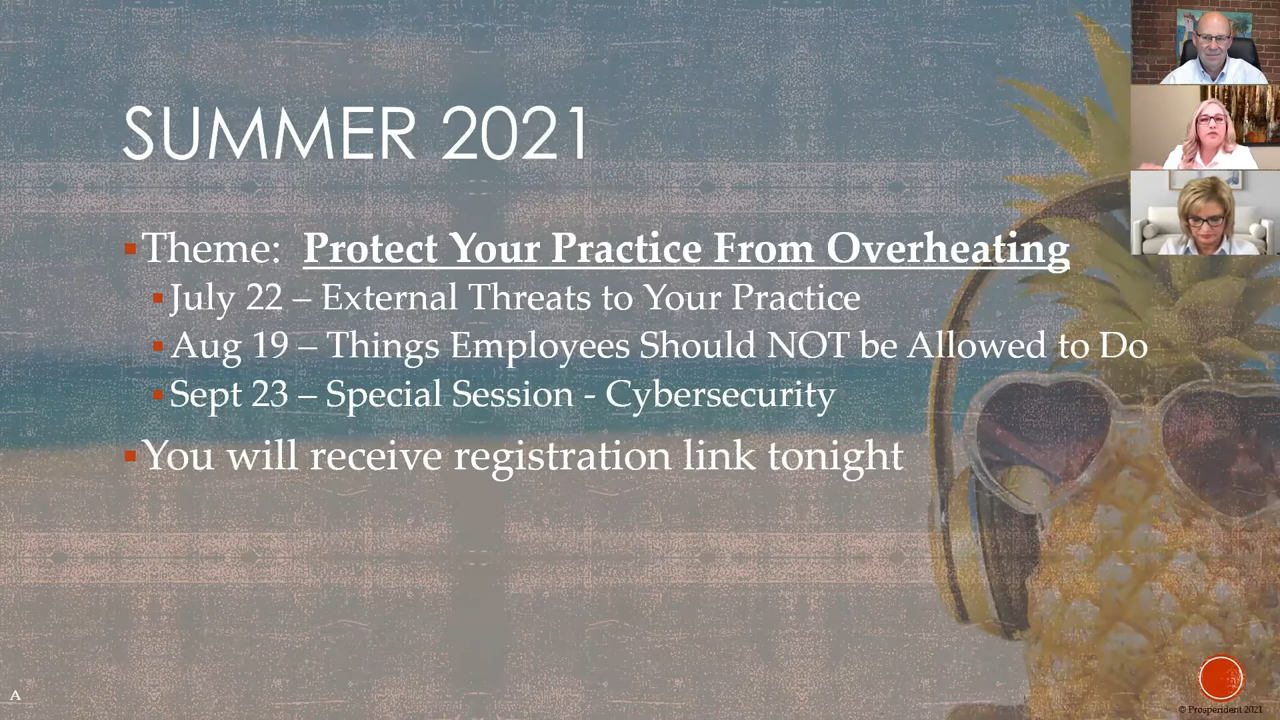 SUMMER 2021
Theme: Protect Your Practice From Overheating
July 22 – External Threats to Your Practice
Aug 19 – Things Employees Should NOT be Allowed to Do
Sept 23 – Special Session - Cybersecurity
You will receive registration link tonight
A
© Prosperident 2021